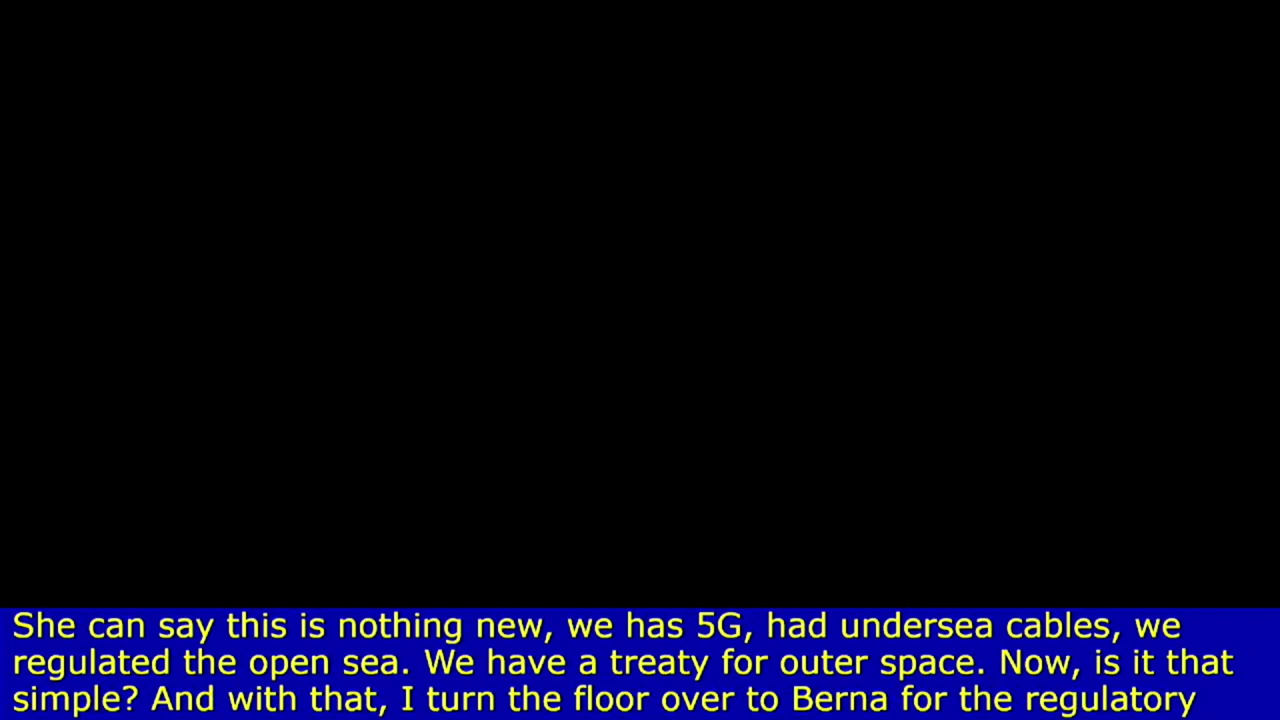 She can say this is nothing new, we has 5G, had undersea cables, we
regulated the open sea. We have a treaty for outer space. Now, is it that
simple? And with that, I turn the floor over to Berna for the regulatory